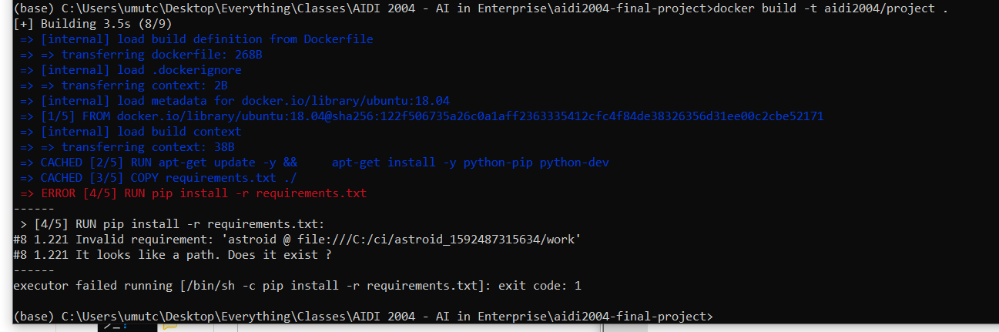 (base) C:\Users\umutc\Desktop\Everything\Classes\AIDI 2004 - AI in Enterprise\aidi2004-final-project>docker build -t aidi2004/project .
[+] Building 3.5s (8/9)
=> [internal] load build definition from Dockerfile
=> => transferring dockerfile: 268B
=> [internal] load .dockerignore
=> => transferring context: 2B
=> [internal] load metadata for docker.io/library/ubuntu:18.04
=> [1/5] FROM docker.io/library/ubuntu:18.04@sha256:122f506735a26c0a1aff2363335412cfc4f84de38326356d31ee00c2cbe52171
=> [internal] load build context
=> => transferring context: 38B
=> CACHED [2/5] RUN apt-get update -y &&     apt-get install -y python-pip python-dev
=> CACHED [3/5] COPY requirements.txt ./
=> ERROR [4/5] RUN pip install -r requirements.txt
------
> [4/5] RUN pip install -r requirements.txt:
#8 1.221 Invalid requirement: 'astroid @ file:///C:/ci/astroid_1592487315634/work'
#8 1.221 It looks like a path. Does it exist ?
------
executor failed running [/bin/sh -c pip install -r requirements.txt]: exit code: 1
(base) C:\Users\umutc\Desktop\Everything\Classes\AIDI 2004 - AI in Enterprise\aidi2004-final-project>